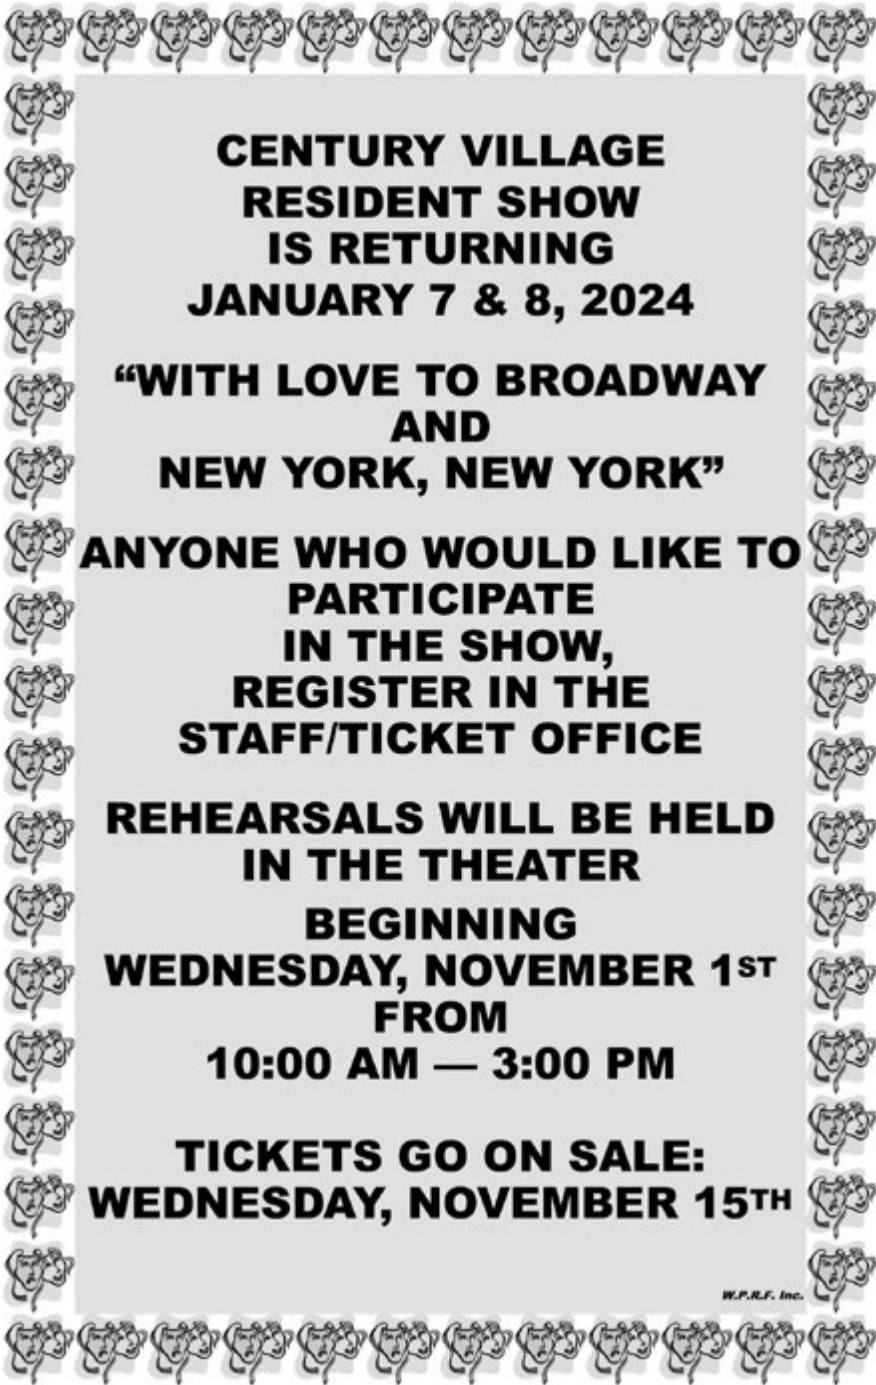 CENTURY VILLAGE
RESIDENT SHOW
IS RETURNING
JANUARY 7 & 8, 2024
“WITH LOVE TO BROADWAY
AND
NEW YORK, NEW YORK”
ANYONE WHO WOULD LIKE TO
PARTICIPATE
IN THE SHOW,
REGISTER IN THE
STAFF/TICKET OFFICE
REHEARSALS WILL BE HELD
IN THE THEATER
BEGINNING
WEDNESDAY, NOVEMBER 1ST
FROM
10:00 AM — 3:00 PM
TICKETS GO ON SALE:
WEDNESDAY, NOVEMBER 15TH
W.P.R.F. Inc.